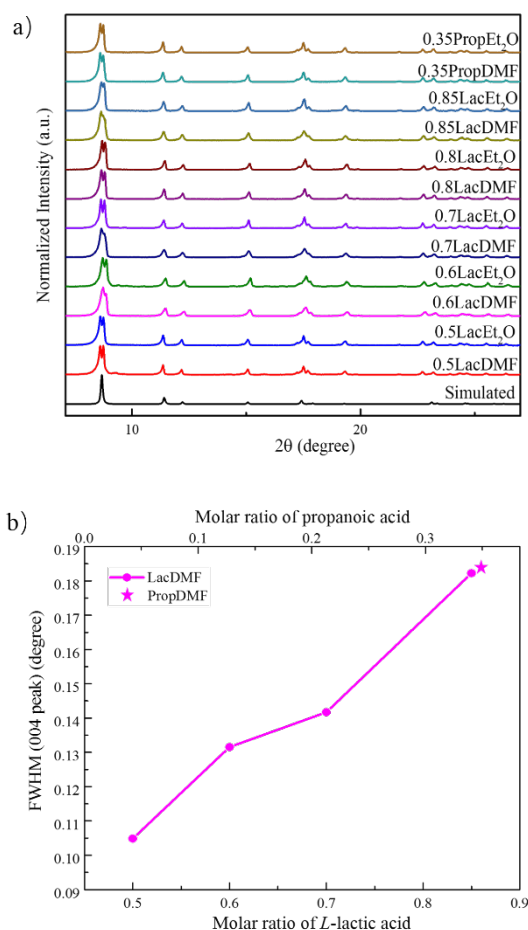 a)
0.35PropEt₂O
0.35PropDMF
0.85LacEt₂O
0.85LacDMF
0.8LacEt₂O
0.8LacDMF
0.7LacEt₂O
0.7LacDMF
0.6LacEt₂O
0.6LacDMF
0.5LacEt₂O
0.5LacDMF
Simulated
Normalized Intensity (a.u.)
10 20
2θ (degree)
b)
Molar ratio of propanoic acid
0.0 0.1 0.2 0.3
LacDMF
PropDMF
0.19
0.18
0.17
0.16
0.15
0.14
0.13
0.12
0.11
0.10
0.09
FWHM (004 peak) (degree)
0.5 0.6 0.7 0.8 0.9
Molar ratio of L-lactic acid